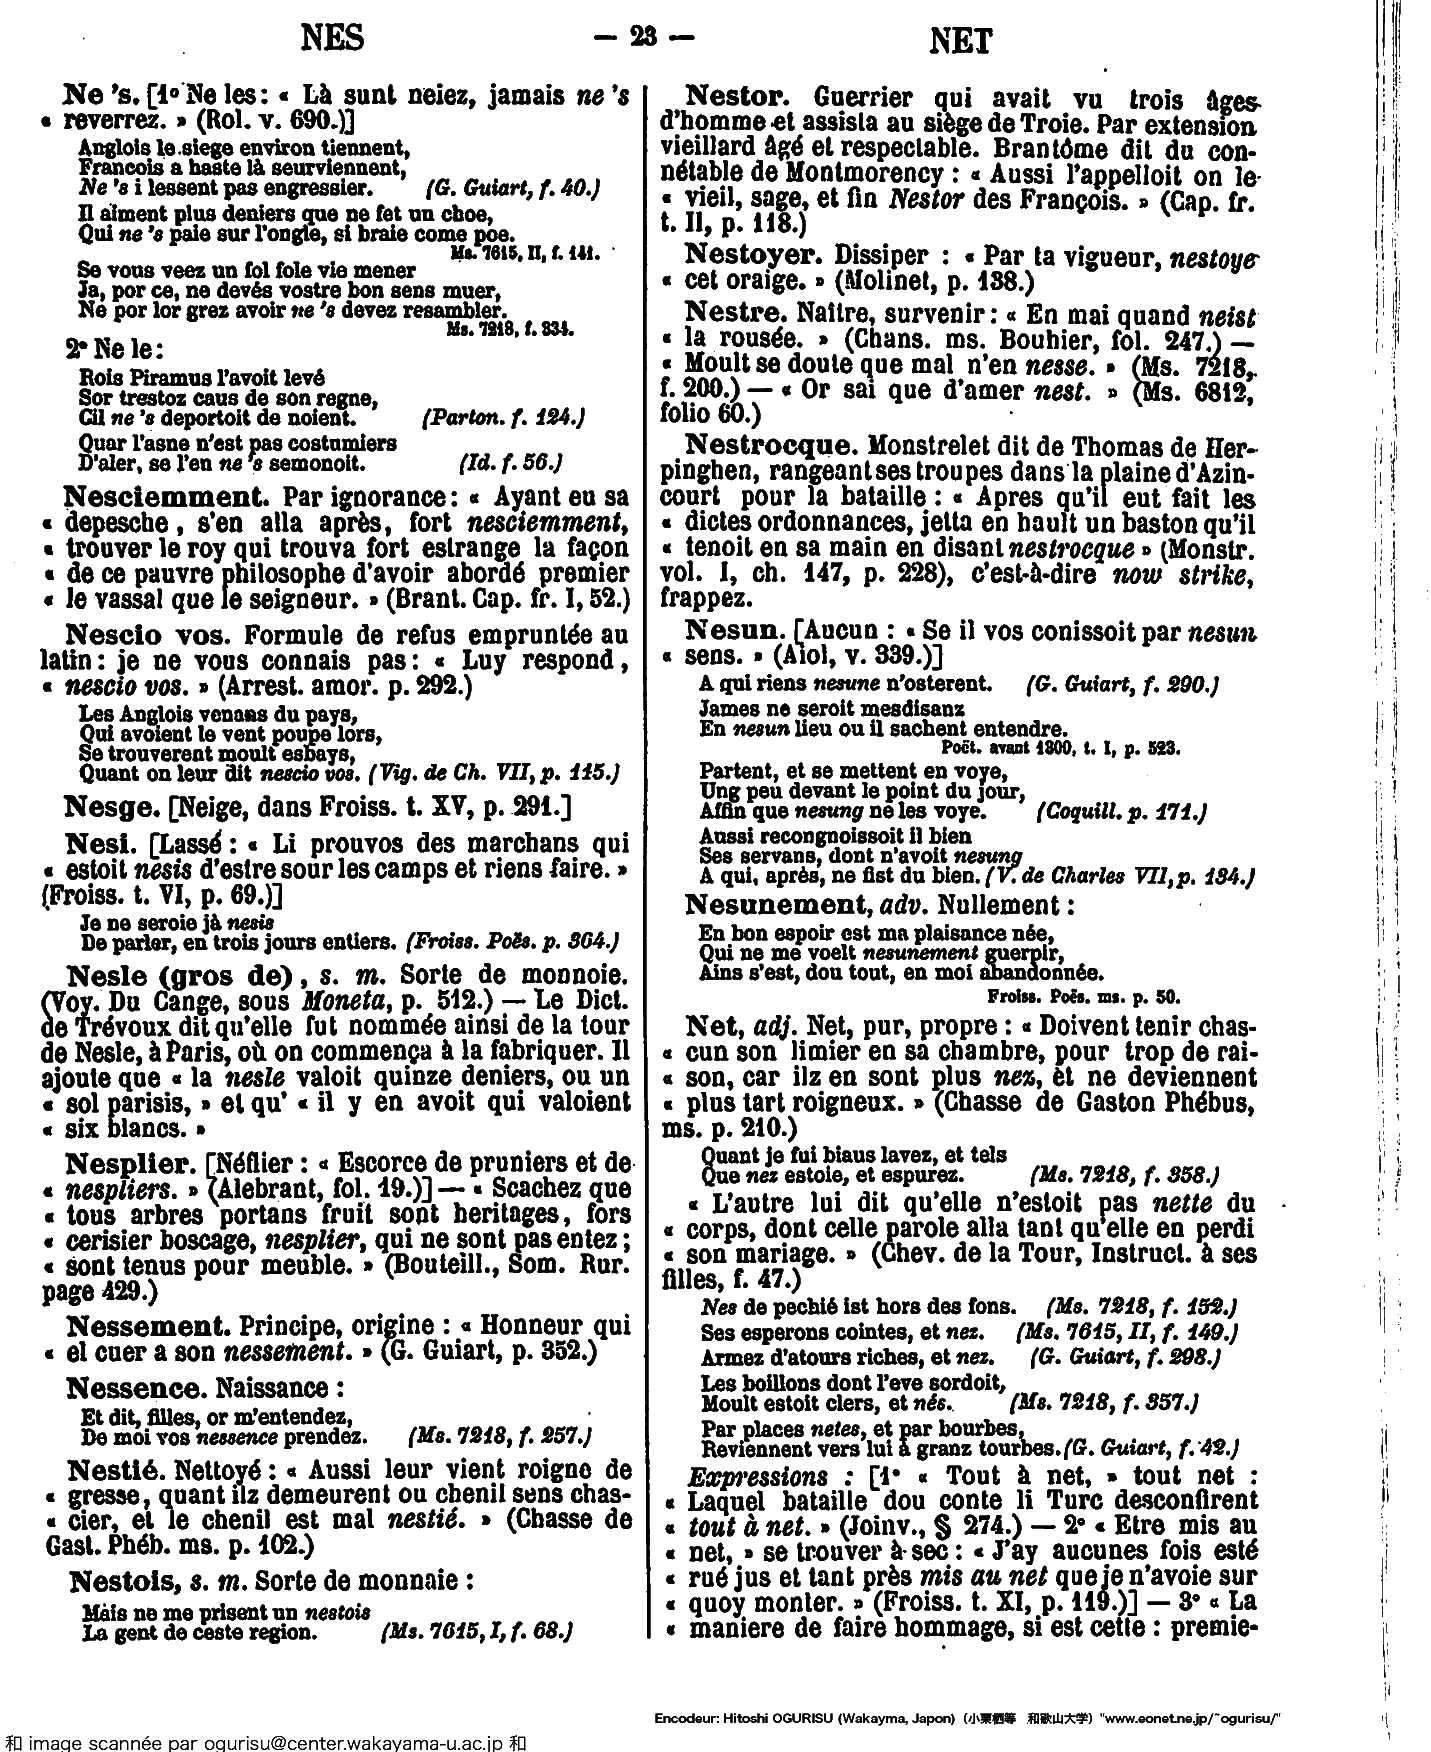 NES
— 23 —
NET
Ne 's. [1º Ne les : « Là sunt neiez, jamais ne 's
« reverrez. » (Rol. v. 690.)]
Anglois le siege environ tiennent,
Francois a haste là seurviennent,
Ne 's i lessent pas engressier. (G. Guiart, f. 40.)
Il aiment plus deniers que ne fet un choe,
Qui ne 's paie sur l'ongle, si braie come poe.
Ms. 7615, II, f. 141.
Se vous veez un fol fole vie mener
Ja, por ce, ne devés vostre bon sens muer,
Ne por lor grez avoir ne 's devez resambler.
Ms. 7218, f. 334.
2º Ne le :
Rois Piramus l'avoit levé
Sor trestoz caus de son regne,
Cil ne 's deportoit de noient. (Parton. f. 124.)
Quar l'asne n'est pas costumiers
D'aler, se l'en ne 's semonoit. (Id. f. 56.)
Nesciemment. Par ignorance : « Ayant eu sa
« depesche, s'en alla après, fort nesciemment,
« trouver le roy qui trouva fort estrange la façon
« de ce pauvre philosophe d'avoir abordé premier
« le vassal que le seigneur. » (Brant. Cap. fr. I, 52.)
Nescio vos. Formule de refus empruntée au
latin : je ne vous connais pas : « Luy respond,
« nescio vos. » (Arrest. amor. p. 292.)
Les Anglois venans du pays,
Qui avoient le vent poupe lors,
Se trouverent moult esbays,
Quant on leur dit nescio vos. (Vig. de Ch. VII, p. 115.)
Nesge. [Neige, dans Froiss. t. XV, p. 291.]
Nesi. [Lassé : « Li prouvos des marchans qui
« estoit nesis d'estre sour les camps et riens faire. »
(Froiss. t. VI, p. 69.)]
Je ne seroie jà nesis
De parler, en trois jours entiers. (Froiss. Poës. p. 364.)
Nesle (gros de), s. m. Sorte de monnoie.
(Voy. Du Cange, sous Moneta, p. 512.) — Le Dict.
de Trévoux dit qu'elle fut nommée ainsi de la tour
de Nesle, à Paris, où on commença à la fabriquer. Il
ajoute que « la nesle valoit quinze deniers, ou un
« sol parisis, » et qu' « il y en avoit qui valoient
« six blancs. »
Nesplier. [Néflier : « Escorce de pruniers et de
« nespliers. » (Alebrant, fol. 19.)] — « Scachez que
« tous arbres portans fruit sont heritages, fors
« cerisier boscage, nesplier, qui ne sont pas entez ;
« sont tenus pour meuble. » (Bouteill., Som. Rur.
page 429.)
Nessement. Principe, origine : « Honneur qui
« el cuer a son nessement. » (G. Guiart, p. 352.)
Nessence. Naissance :
Et dit, filles, or m'entendez,
De moi vos nessence prendez. (Ms. 7218, f. 257.)
Nestié. Nettoyé : « Aussi leur vient roigne de
« gresse, quant ilz demeurent ou chenil sens chas-
« cier, et le chenil est mal nestié. » (Chasse de
Gast. Phéb. ms. p. 102.)
Nestois, s. m. Sorte de monnaie :
Mais ne me prisent un nestois
La gent de ceste region. (Ms. 7615, I, f. 68.)
Nestor. Guerrier qui avait vu trois âges
d'homme et assista au siège de Troie. Par extension
vieillard âgé et respectable. Brantôme dit du con-
nétable de Montmorency : « Aussi l'appelloit on le
« vieil, sage, et fin Nestor des François. » (Cap. fr.
t. II, p. 118.)
Nestoyer. Dissiper : « Par ta vigueur, nestoye
« cet oraige. » (Molinet, p. 138.)
Nestre. Naître, survenir : « En mai quand neist
« la rousée. » (Chans. ms. Bouhier, fol. 247.) —
« Moult se doute que mal n'en nesse. » (Ms. 7218,
f. 200.) — « Or sai que d'amer nest. » (Ms. 6812,
folio 60.)
Nestrocque. Monstrelet dit de Thomas de Her-
pinghen, rangeant ses troupes dans la plaine d'Azin-
court pour la bataille : « Apres qu'il eut fait les
« dictes ordonnances, jetta en hault un baston qu'il
« tenoit en sa main en disant nestrocque » (Monstr.
vol. I, ch. 147, p. 228), c'est-à-dire now strike,
frappez.
Nesun. [Aucun : « Se il vos conissoit par nesun
« sens. » (Aiol, v. 339.)]
A qui riens nesune n'osterent. (G. Guiart, f. 290.)
James ne seroit mesdisanz
En nesun lieu ou il sachent entendre.
Poët. avant 1300, t. I, p. 523.
Partent, et se mettent en voye,
Ung peu devant le point du jour,
Affin que nesung ne les voye. (Coquill. p. 171.)
Aussi recongnoissoit il bien
Ses servans, dont n'avoit nesung
A qui, après, ne fist du bien. (V. de Charles VII, p. 134.)
Nesunement, adv. Nullement :
En bon espoir est ma plaisance née,
Qui ne me voelt nesunement guerpir,
Ains s'est, dou tout, en moi abandonnée.
Froiss. Poës. ms. p. 50.
Net, adj. Net, pur, propre : « Doivent tenir chas-
« cun son limier en sa chambre, pour trop de rai-
« son, car ilz en sont plus nez, et ne deviennent
« plus tart roigneux. » (Chasse de Gaston Phébus,
ms. p. 210.)
Quant je fui biaus lavez, et tels
Que nez estoie, et espurez. (Ms. 7218, f. 358.)
« L'autre lui dit qu'elle n'estoit pas nette du
« corps, dont celle parole alla tant qu'elle en perdi
« son mariage. » (Chev. de la Tour, Instruct. à ses
filles, f. 47.)
Nes de pechié ist hors des fons. (Ms. 7218, f. 152.)
Ses esperons cointes, et nez. (Ms. 7615, II, f. 149.)
Armez d'atours riches, et nez. (G. Guiart, f. 298.)
Les boillons dont l'eve sordoit,
Moult estoit clers, et nés. (Ms. 7218, f. 357.)
Par places netes, et par bourbes,
Reviennent vers lui à granz tourbes. (G. Guiart, f. 42.)
Expressions : [1º « Tout à net, » tout net :
« Laquel bataille dou conte li Turc desconfirent
« tout à net. » (Joinv., § 274.) — 2º « Etre mis au
« net, » se trouver à sec : « J'ay aucunes fois esté
« rué jus et tant près mis au net que je n'avoie sur
« quoy monter. » (Froiss. t. XI, p. 119.)] — 3º « La
« maniere de faire hommage, si est cette : premie-
Encodeur: Hitoshi OGURISU (Wakayma, Japon) (小栗栖等 和歌山大学) "www.eonet.ne.jp/~ogurisu/"
和 image scannée par ogurisu@center.wakayama-u.ac.jp 和